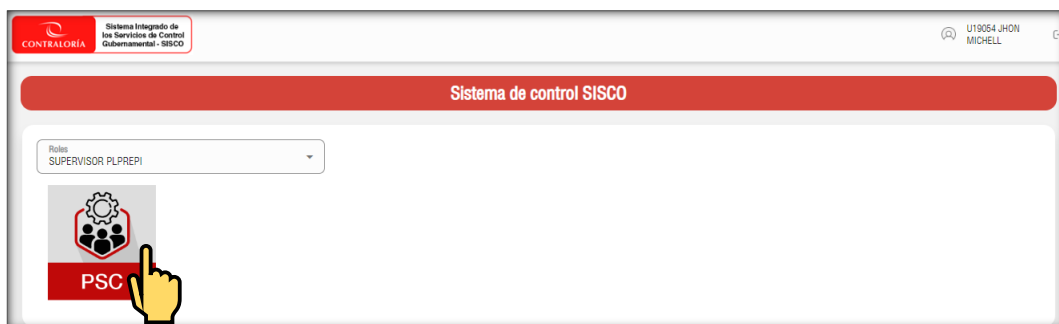 CONTRALORÍA
Sistema Integrado de
los Servicios de Control
Gubernamental - SISCO
U19054 JHON
MICHELL
Sistema de control SISCO
Roles
SUPERVISOR PLPREPI
PSC